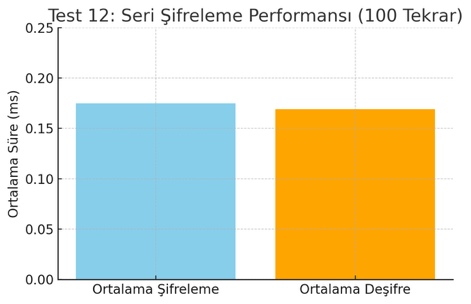 Test 12: Seri Şifreleme Performansı (100 Tekrar)
0.25
0.20
0.15
0.10
0.05
0.00
Ortalama Süre (ms)
Ortalama Şifreleme
Ortalama Deşifre